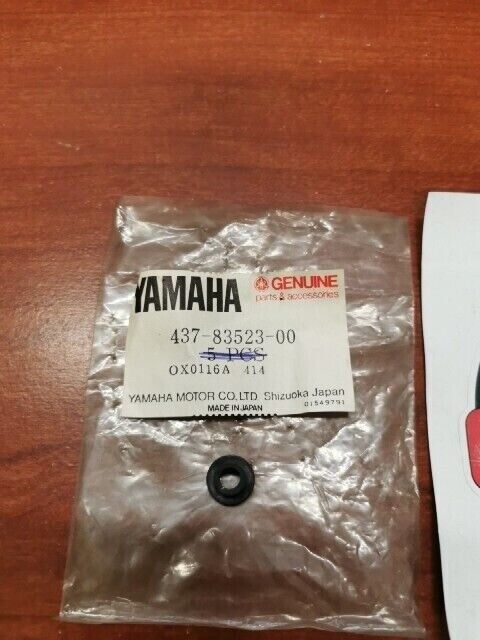 YAMAHA GENUINE
parts & accessories
437-83523-00
5 PCS
OX0116A 414
YAMAHA MOTOR CO.,LTD. Shizuoka Japan
MADE IN JAPAN 01549791